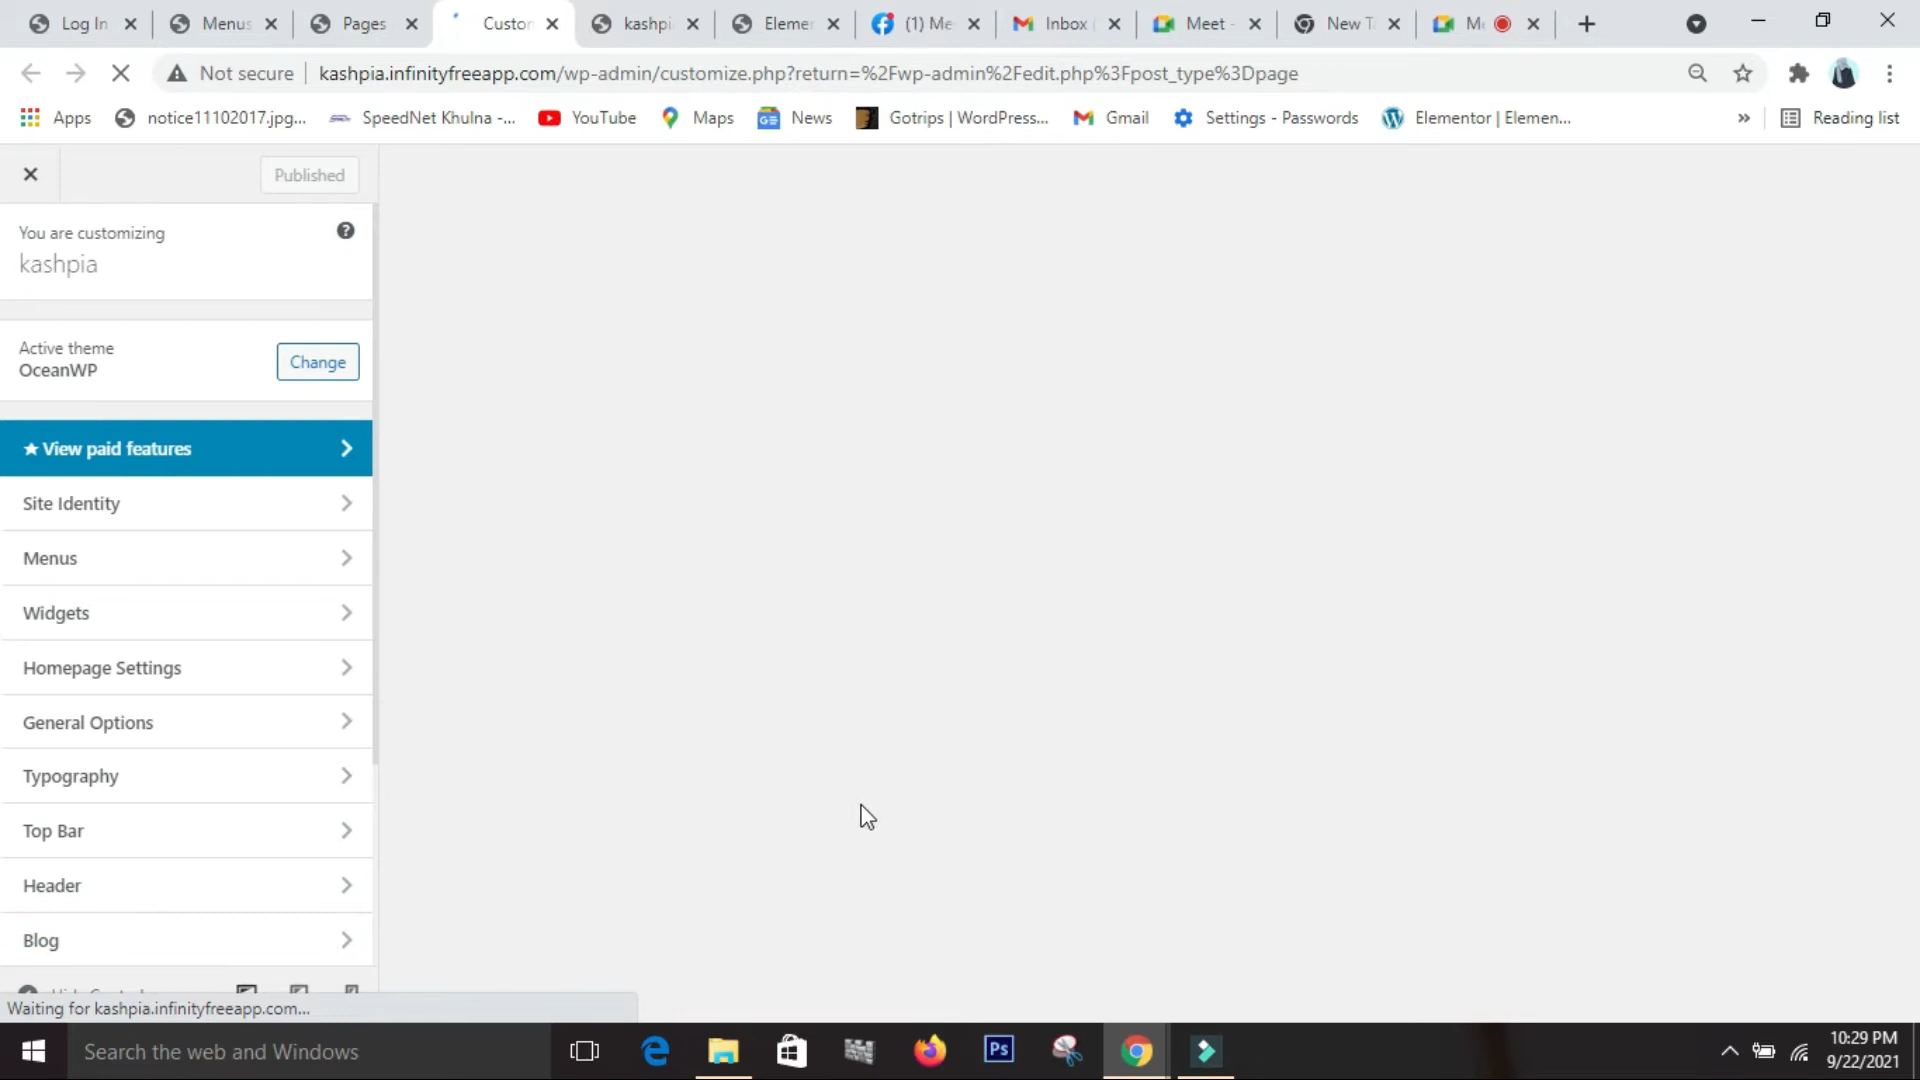 Log In
Menus
Pages
Custon
kashpi
Elemen
(1) Me
Inbox
Meet -
New T
M
Not secure
kashpia.infinityfreeapp.com/wp-admin/customize.php?return=%2Fwp-admin%2Fedit.php%3Fpost_type%3Dpage
Apps
notice11102017.jpg...
SpeedNet Khulna -...
YouTube
Maps
News
Gotrips | WordPress...
Gmail
Settings - Passwords
Elementor | Elemen...
»
Reading list
Published
You are customizing
kashpia
Active theme
OceanWP
Change
★ View paid features
Site Identity
Menus
Widgets
Homepage Settings
General Options
Typography
Top Bar
Header
Blog
Waiting for kashpia.infinityfreeapp.com...
Search the web and Windows
Ps
10:29 PM
9/22/2021